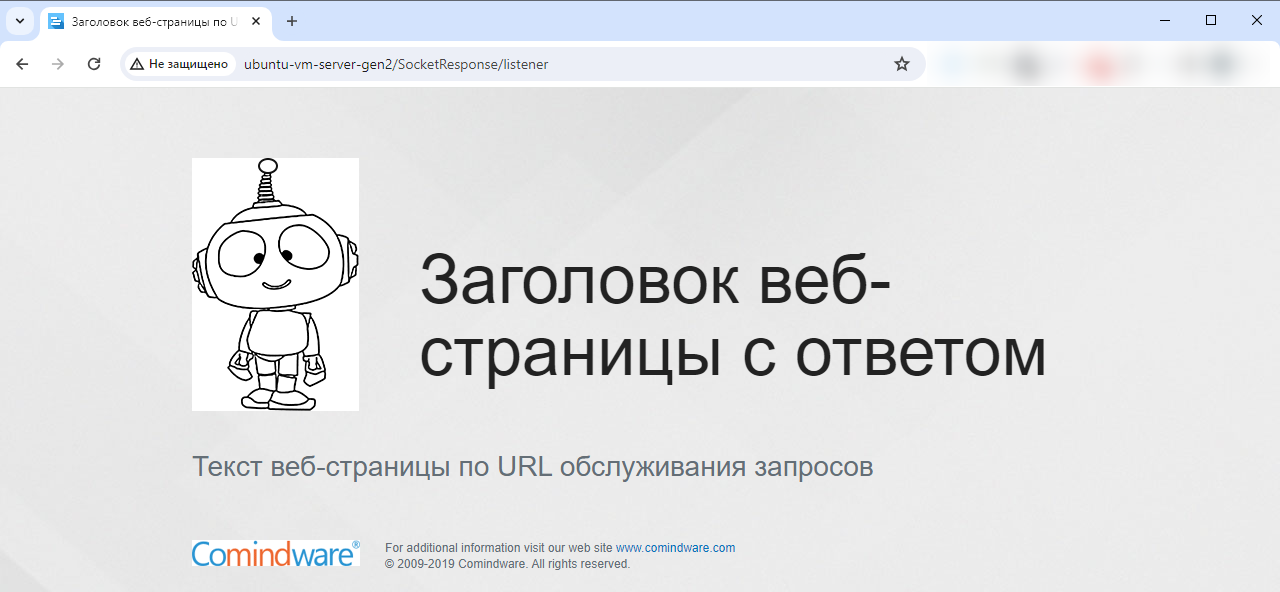 Заголовок веб-страницы по U
Не защищено
ubuntu-vm-server-gen2/SocketResponse/listener
Заголовок веб-
страницы с ответом
Текст веб-страницы по URL обслуживания запросов
Comindware®
For additional information visit our web site www.comindware.com
© 2009-2019 Comindware. All rights reserved.